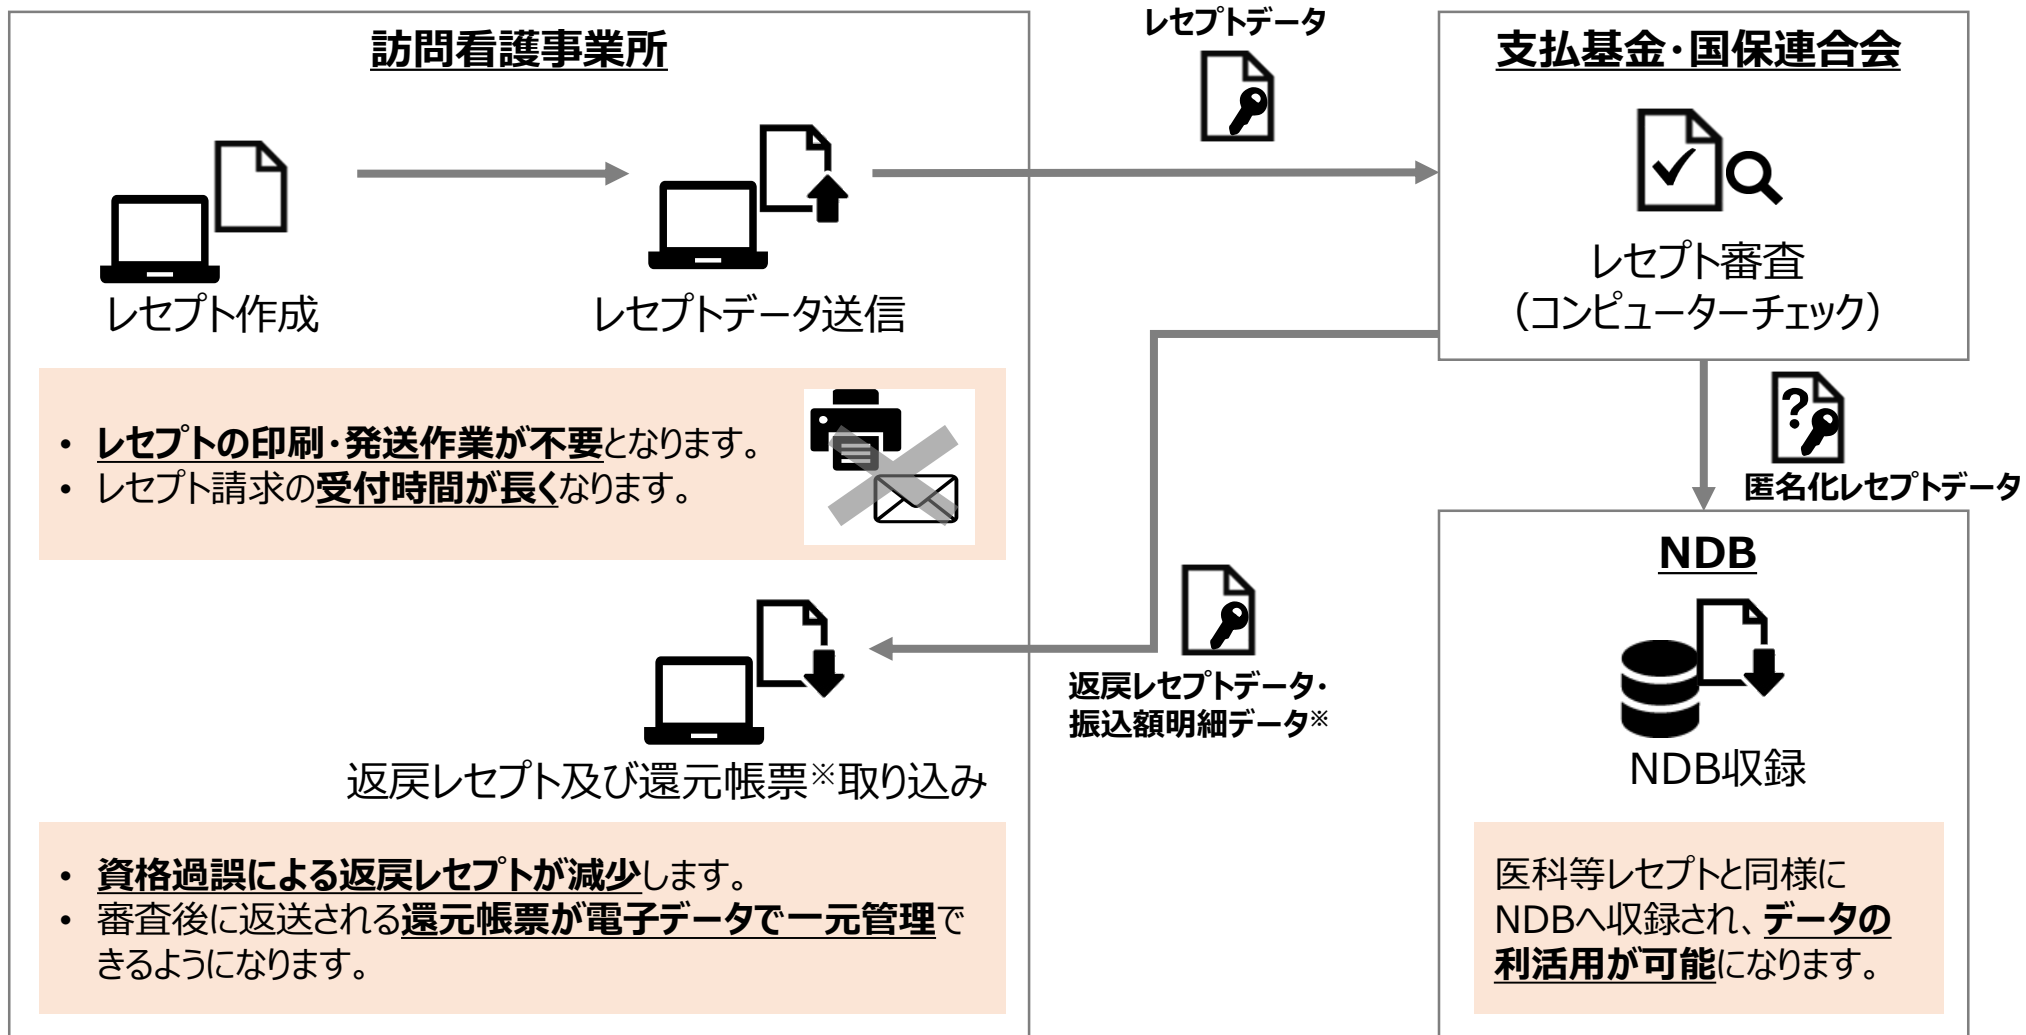 訪問看護事業所
レセプト作成
レセプトデータ送信
• レセプトの印刷・発送作業が不要となります。
• レセプト請求の受付時間が長くなります。
返戻レセプト及び還元帳票※取り込み
• 資格過誤による返戻レセプトが減少します。
• 審査後に返送される還元帳票が電子データで一元管理で
きるようになります。
レセプトデータ
支払基金・国保連合会
レセプト審査
（コンピューターチェック）
返戻レセプトデータ・
振込額明細データ※
?
匿名化レセプトデータ
NDB
NDB収録
医科等レセプトと同様に
NDBへ収録され、データの
利活用が可能になります。